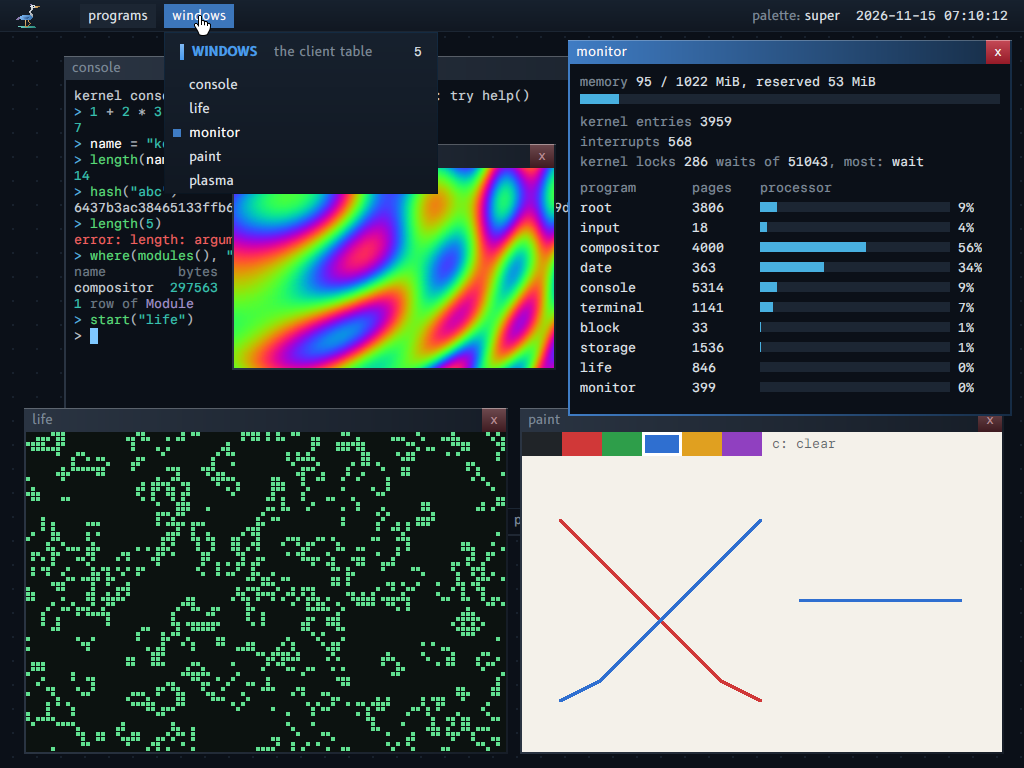 programs windows palette: super 2026-11-15 07:10:12
WINDOWS the client table 5
console
life
monitor
paint
plasma
console
kernel : try help()
> 1 + 2 * 3
7
> name =
> length(
14
> hash("abc"
6437b3ac38465133ffb6
> length(5)
error: length:
> where(modules(),
name bytes
compositor 297563
1 row of Module
> start("life")
>
x
monitor x
memory 95 / 1022 MiB, reserved 53 MiB
kernel entries 3959
interrupts 568
kernel locks 286 waits of 51043, most: wait
program pages processor
root 3806 9%
input 18 4%
compositor 4000 56%
date 363 34%
console 5314 9%
terminal 1141 7%
block 33 1%
storage 1536 1%
life 846 0%
monitor 399 0%
life x
paint x
c: clear